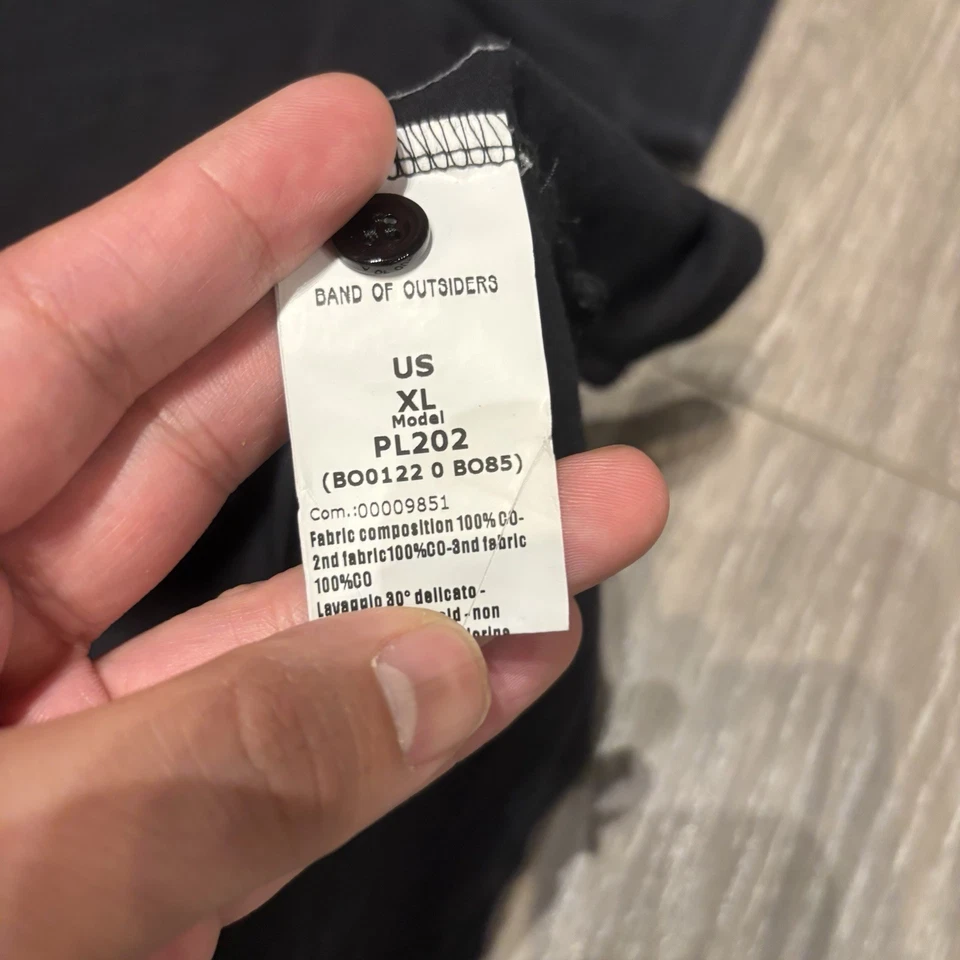 BAND OF OUTSIDERS
US
XL
Model
PL202
(BO0122 0 BO85)
Com.:00009851
Fabric composition 100%CO-
2nd fabric100%CO-3nd fabric
100%CO
Lavaggio 30° delicato -
- non